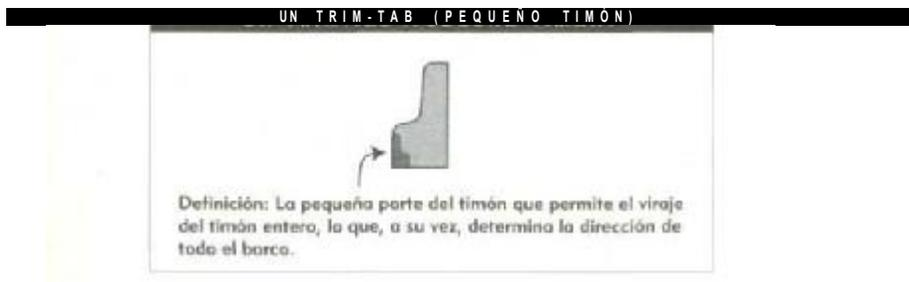 UN TRIM-TAB (PEQUEÑO TIMÓN)
Definición: La pequeña parte del timón que permite el viraje
del timón entero, lo que, a su vez, determina la dirección de
todo el barco.